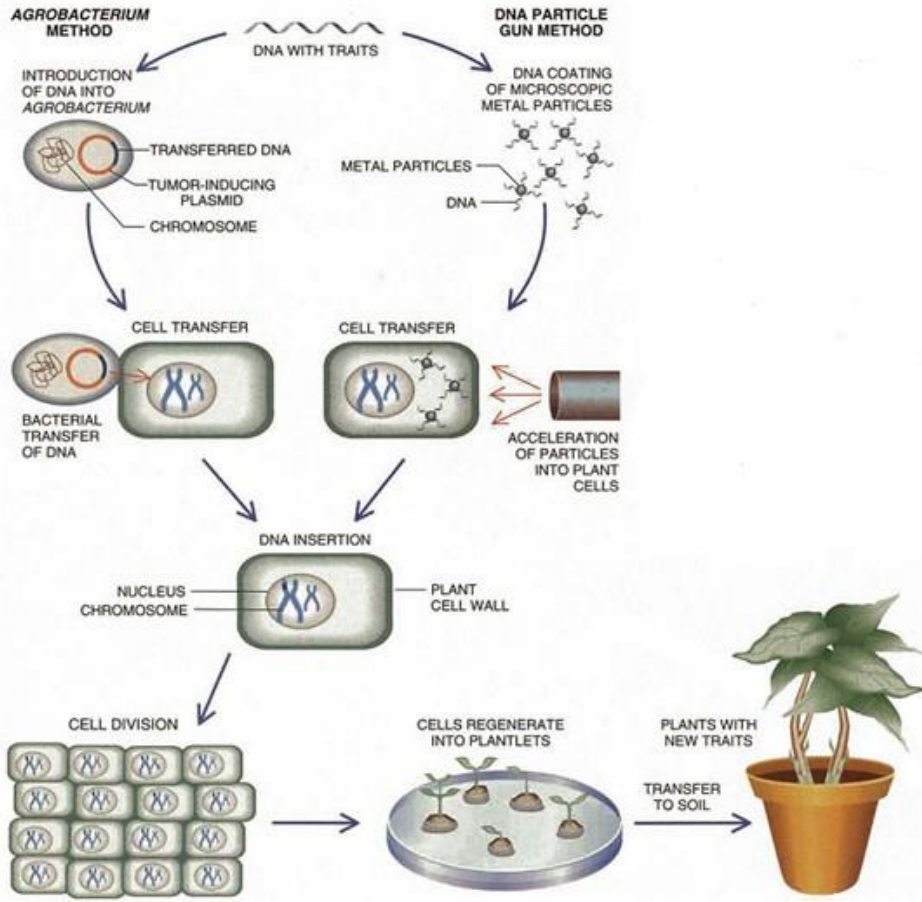 AGROBACTERIUM
METHOD
DNA WITH TRAITS
DNA PARTICLE
GUN METHOD
INTRODUCTION
OF DNA INTO
AGROBACTERIUM
TRANSFERRED DNA
TUMOR-INDUCING
PLASMID
CHROMOSOME
DNA COATING
OF MICROSCOPIC
METAL PARTICLES
METAL PARTICLES
DNA
CELL TRANSFER
BACTERIAL
TRANSFER
OF DNA
CELL TRANSFER
ACCELERATION
OF PARTICLES
INTO PLANT
CELLS
DNA INSERTION
NUCLEUS
CHROMOSOME
PLANT
CELL WALL
CELL DIVISION
CELLS REGENERATE
INTO PLANTLETS
PLANTS WITH
NEW TRAITS
TRANSFER
TO SOIL